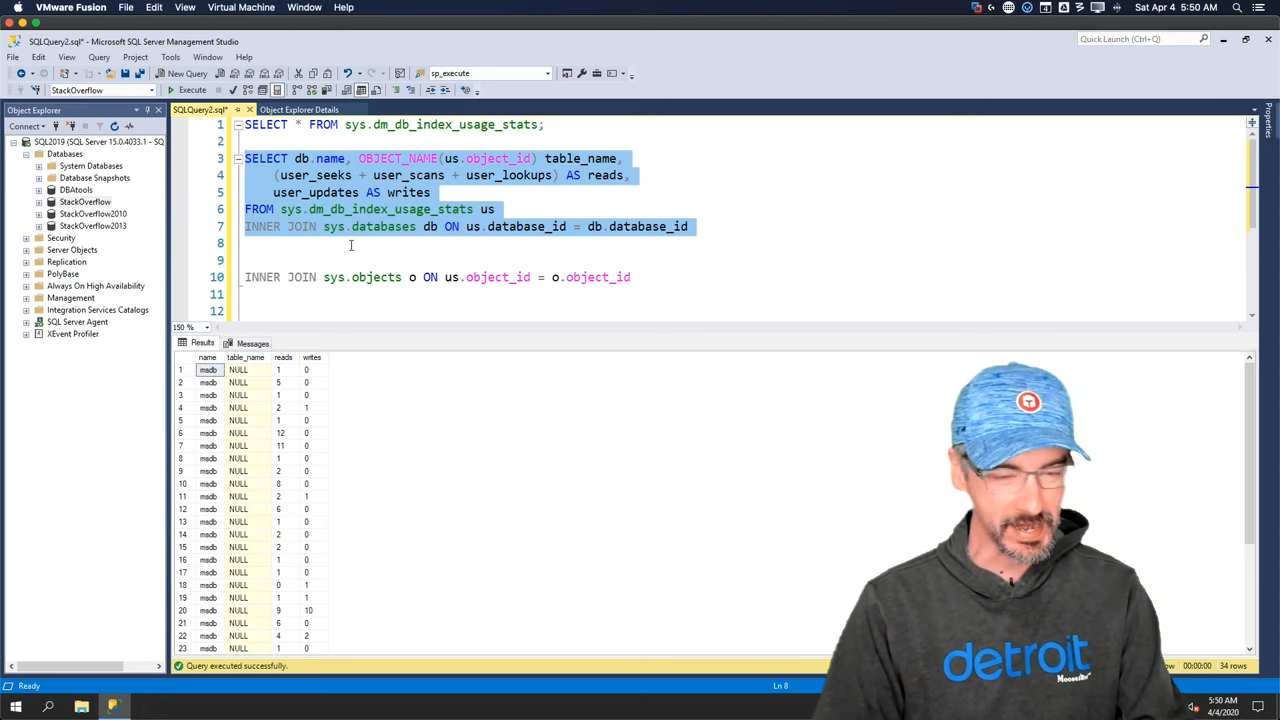 VMware Fusion File Edit View Virtual Machine Window Help
Sat Apr 4 5:50 AM
SQLQuery2.sql* - Microsoft SQL Server Management Studio
Quick Launch (Ctrl+Q)
File Edit View Query Project Tools Window Help
New Query
sp_execute
StackOverflow
Execute
Object Explorer
SQLQuery2.sql*
Object Explorer Details
Properties
Connect
SQL2019 (SQL Server 15.0.4033.1 - SQ
Databases
System Databases
Database Snapshots
DBAtools
StackOverflow
StackOverflow2010
StackOverflow2013
Security
Server Objects
Replication
PolyBase
Always On High Availability
Management
Integration Services Catalogs
SQL Server Agent
XEvent Profiler
1 SELECT * FROM sys.dm_db_index_usage_stats;
2
3 SELECT db.name, OBJECT_NAME(us.object_id) table_name,
4 (user_seeks + user_scans + user_lookups) AS reads,
5 user_updates AS writes
6 FROM sys.dm_db_index_usage_stats us
7 INNER JOIN sys.databases db ON us.database_id = db.database_id
8
9
10 INNER JOIN sys.objects o ON us.object_id = o.object_id
11
12
150 %
Results Messages
name table_name reads writes
1 msdb NULL 1 0
2 msdb NULL 5 0
3 msdb NULL 1 0
4 msdb NULL 2 1
5 msdb NULL 1 0
6 msdb NULL 12 0
7 msdb NULL 11 0
8 msdb NULL 1 0
9 msdb NULL 2 0
10 msdb NULL 8 0
11 msdb NULL 2 1
12 msdb NULL 6 0
13 msdb NULL 1 0
14 msdb NULL 2 0
15 msdb NULL 2 0
16 msdb NULL 1 0
17 msdb NULL 1 0
18 msdb NULL 0 1
19 msdb NULL 1 1
20 msdb NULL 9 10
21 msdb NULL 6 0
22 msdb NULL 4 2
23 msdb NULL 1 0
detroit
Query executed successfully.
00:00:00 34 rows
Ready
Ln 8
5:50 AM
4/4/2020